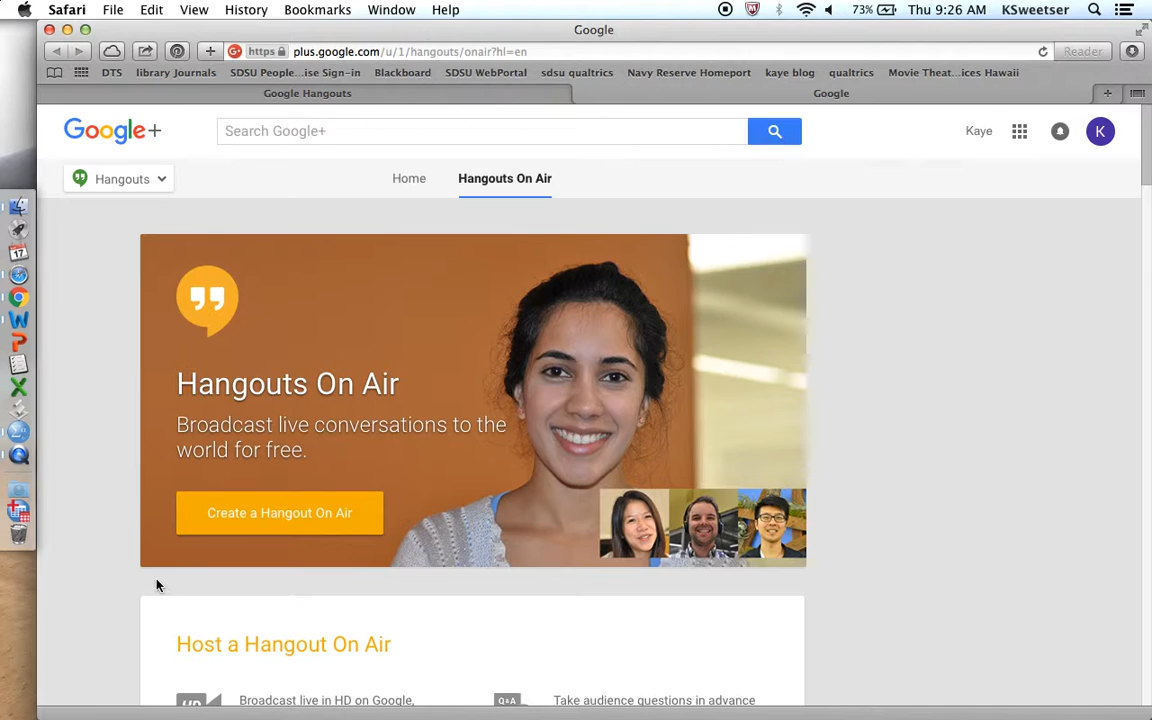 Safari File Edit View History Bookmarks Window Help 73% Thu 9:26 AM KSweetser
Google
https plus.google.com/u/1/hangouts/onair?hl=en Reader
DTS library Journals SDSU People...ise Sign-in Blackboard SDSU WebPortal sdsu qualtrics Navy Reserve Homeport kaye blog qualtrics Movie Theat...ices Hawaii
Google Hangouts Google
Google+ Search Google+ Kaye K
Hangouts Home Hangouts On Air
Hangouts On Air
Broadcast live conversations to the
world for free.
Create a Hangout On Air
Host a Hangout On Air
HD Broadcast live in HD on Google, Q&A Take audience questions in advance